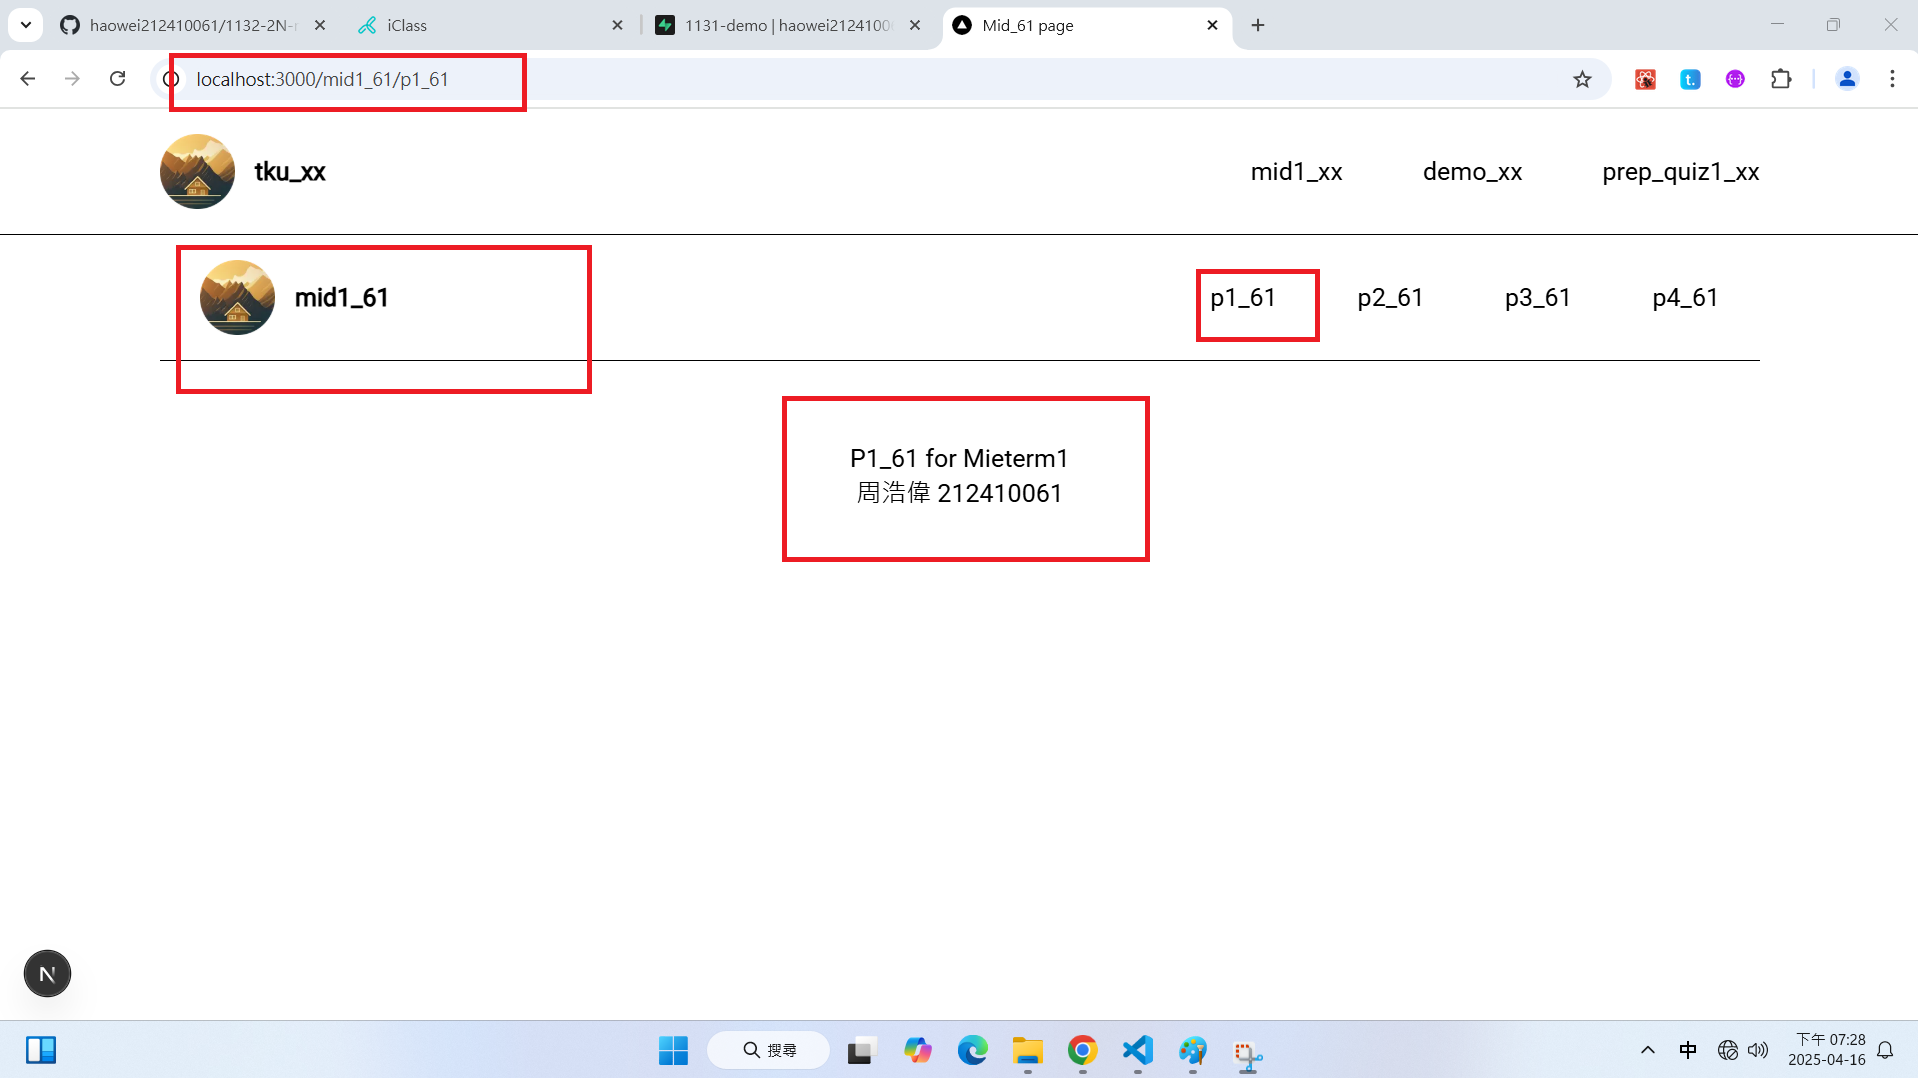 haowei212410061/1132-2N-
iClass
1131-demo | haowei2124100
Mid_61 page
localhost:3000/mid1_61/p1_61
tku_xx
mid1_xx
demo_xx
prep_quiz1_xx
mid1_61
p1_61
p2_61
p3_61
p4_61
P1_61 for Mieterm1
周浩偉 212410061
N
搜尋
中
下午 07:28
2025-04-16